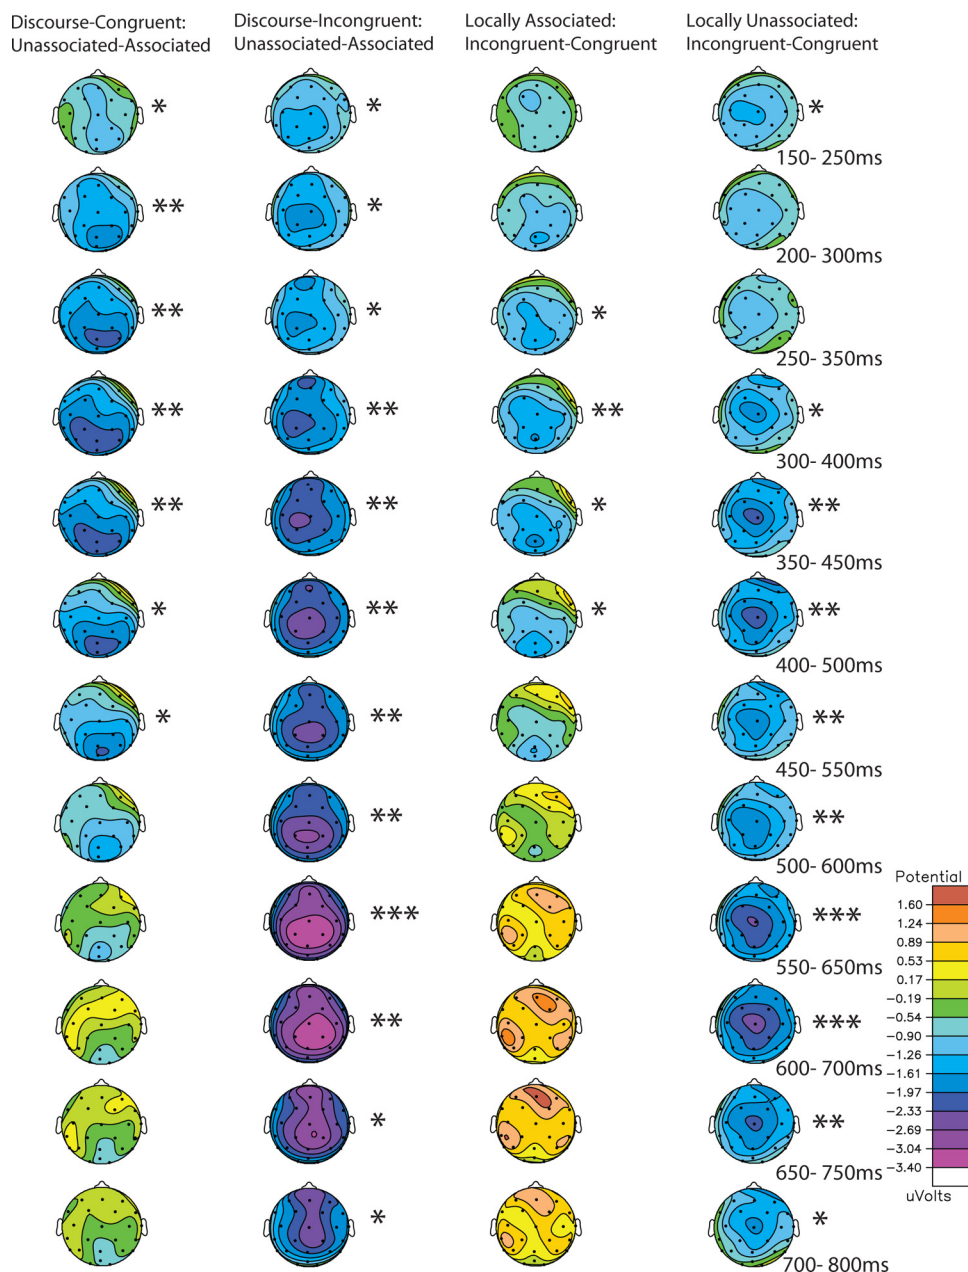 Discourse-Congruent:
Unassociated-Associated
Discourse-Incongruent:
Unassociated-Associated
Locally Associated:
Incongruent-Congruent
Locally Unassociated:
Incongruent-Congruent
* * *
150- 250ms
** *
200- 300ms
** * *
250- 350ms
** ** ** *
300- 400ms
** ** * **
350- 450ms
* ** * **
400- 500ms
* ** **
450- 550ms
** **
500- 600ms
*** ***
550- 650ms
** ***
600- 700ms
* **
650- 750ms
* *
700- 800ms
Potential
1.60
1.24
0.89
0.53
0.17
−0.19
−0.54
−0.90
−1.26
−1.61
−1.97
−2.33
−2.69
−3.04
−3.40
uVolts